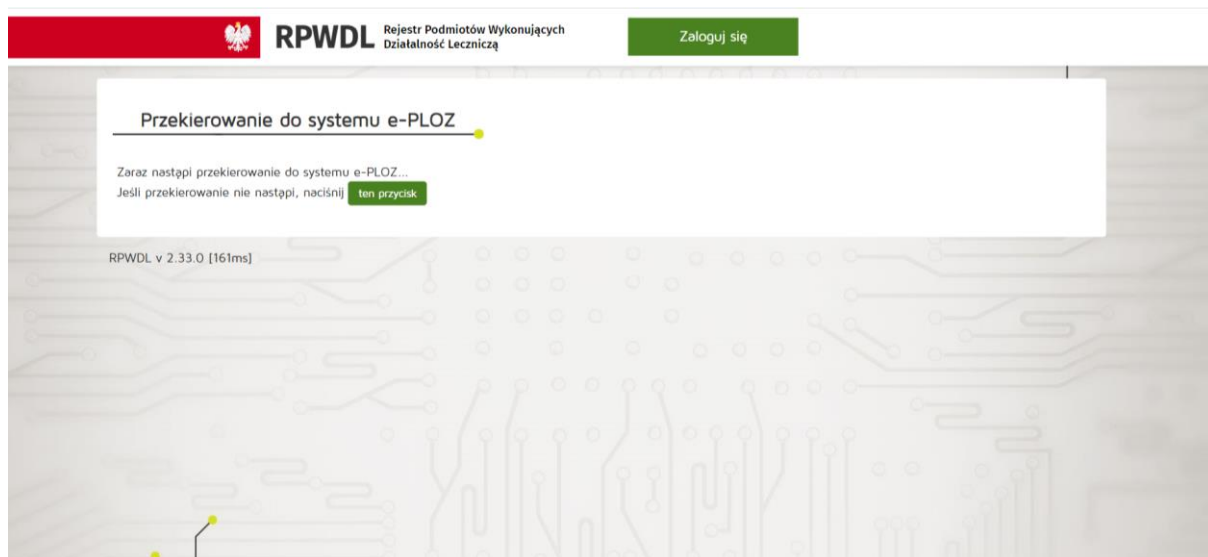 RPWDL
Rejestr Podmiotów Wykonujących
Działalność Leczniczą
Zaloguj się
Przekierowanie do systemu e-PLOZ
Zaraz nastąpi przekierowanie do systemu e-PLOZ...
Jeśli przekierowanie nie nastąpi, naciśnij ten przycisk
RPWDL v 2.33.0 [161ms]